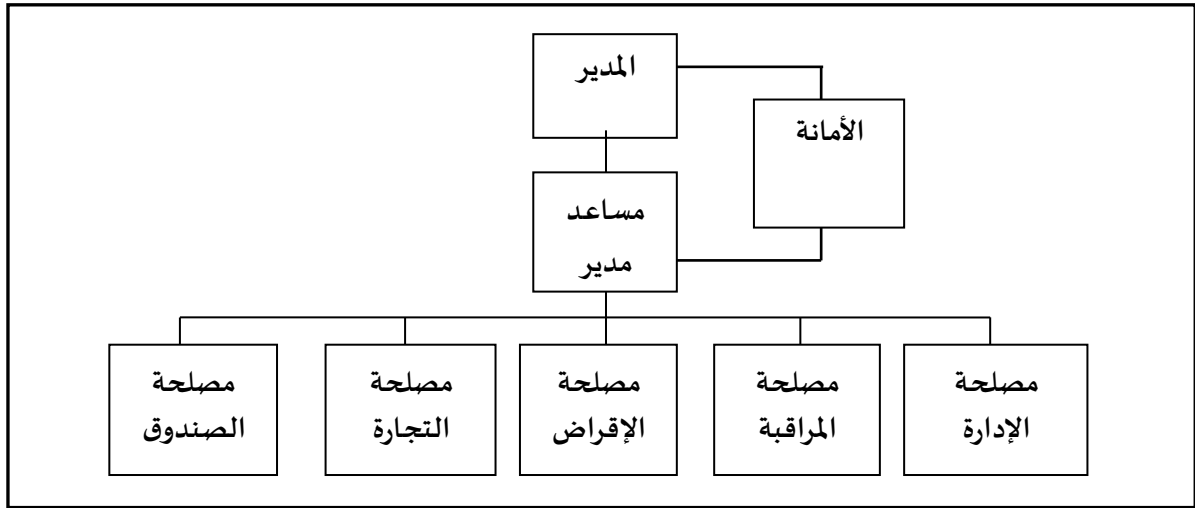 المدير
الأمانة
مساعد
مدير
مصلحة
الإدارة
مصلحة
المراقبة
مصلحة
الإقراض
مصلحة
التجارة
مصلحة
الصندوق